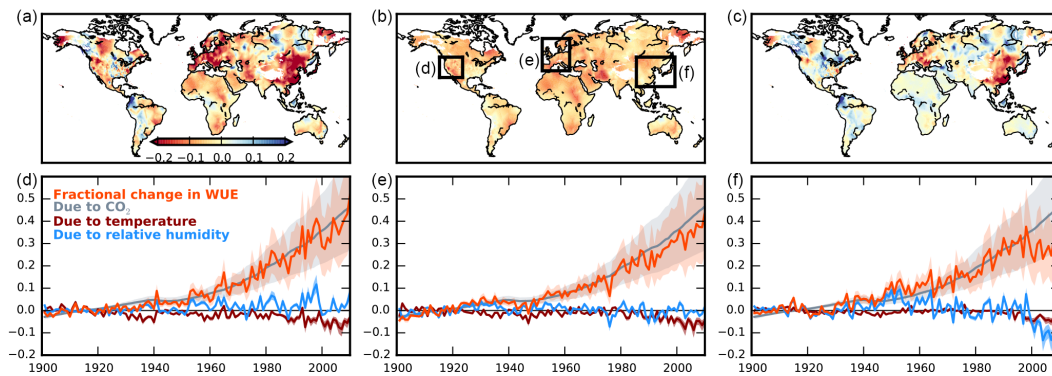 (a)
−0.2 −0.1 0.0 0.1 0.2
(b)
(d)
(e)
(f)
(c)
(d)
Fractional change in WUE
Due to CO₂
Due to temperature
Due to relative humidity
0.5
0.4
0.3
0.2
0.1
0.0
−0.1
−0.2
1900 1920 1940 1960 1980 2000
(e)
0.5
0.4
0.3
0.2
0.1
0.0
−0.1
−0.2
1900 1920 1940 1960 1980 2000
(f)
0.5
0.4
0.3
0.2
0.1
0.0
−0.1
−0.2
1900 1920 1940 1960 1980 2000